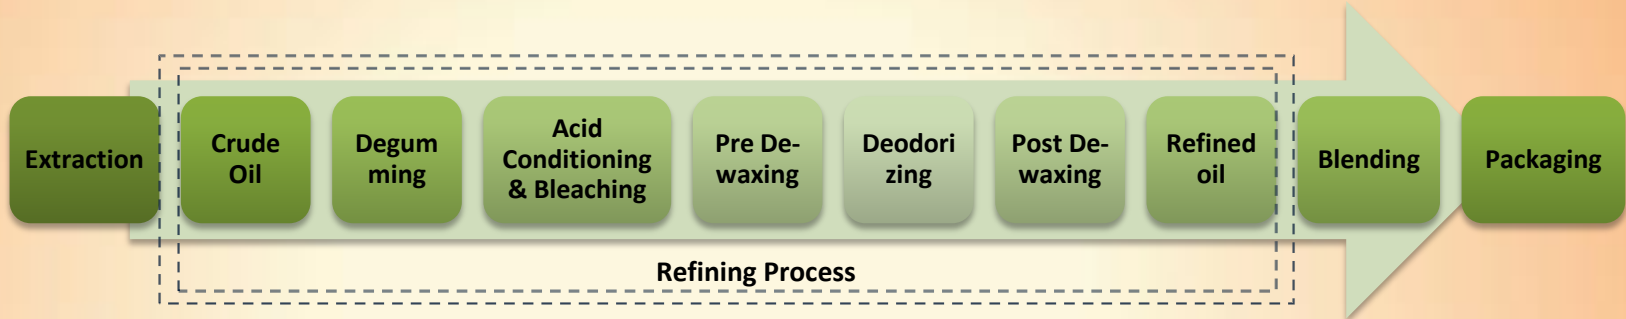 Extraction
Crude
Oil
Degum
ming
Acid
Conditioning
& Bleaching
Pre De-
waxing
Deodori
zing
Post De-
waxing
Refined
oil
Blending
Packaging
Refining Process